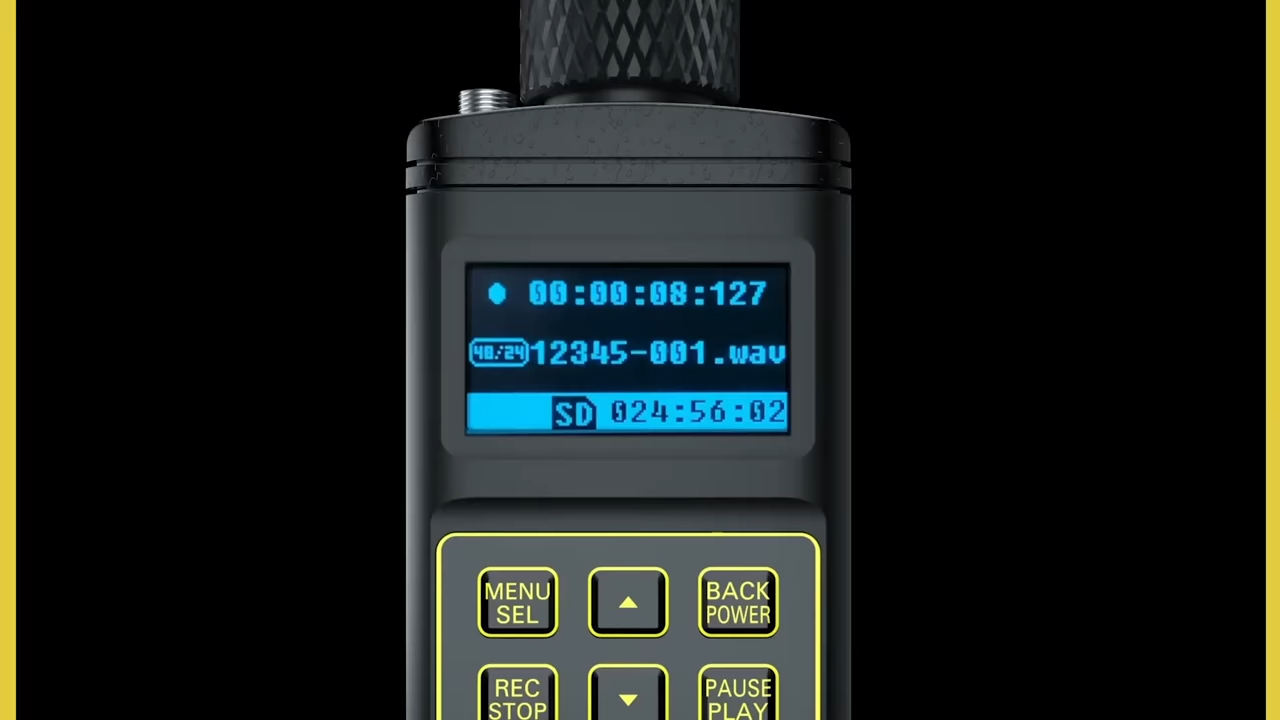 00:00:08:127
48/24 12345-001.wav
SD 024:56:02
MENU
SEL
BACK
POWER
REC
STOP
PAUSE
PLAY